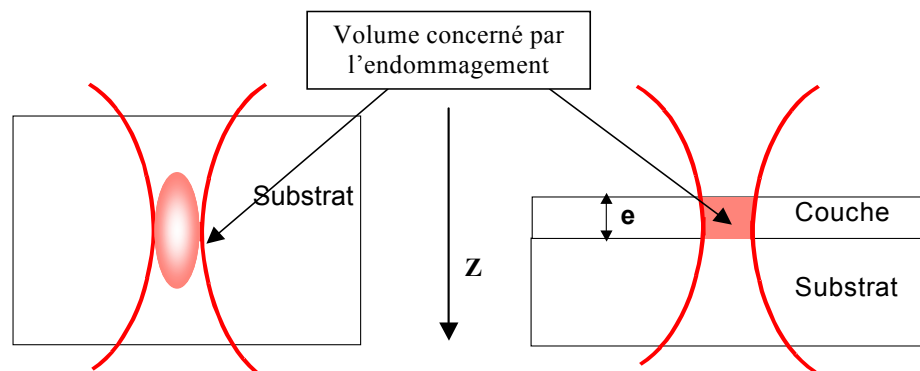 Volume concerné par
l'endommagement
Substrat
Z
e
Couche
Substrat